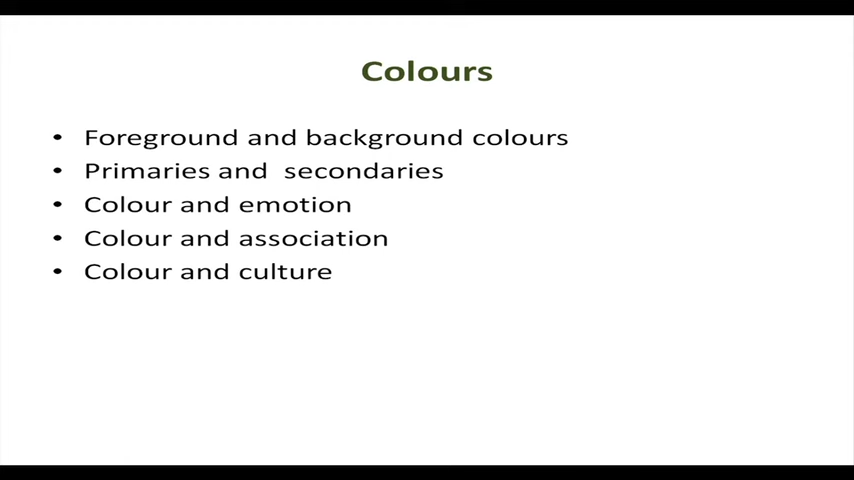 Colours
• Foreground and background colours
• Primaries and  secondaries
• Colour and emotion
• Colour and association
• Colour and culture